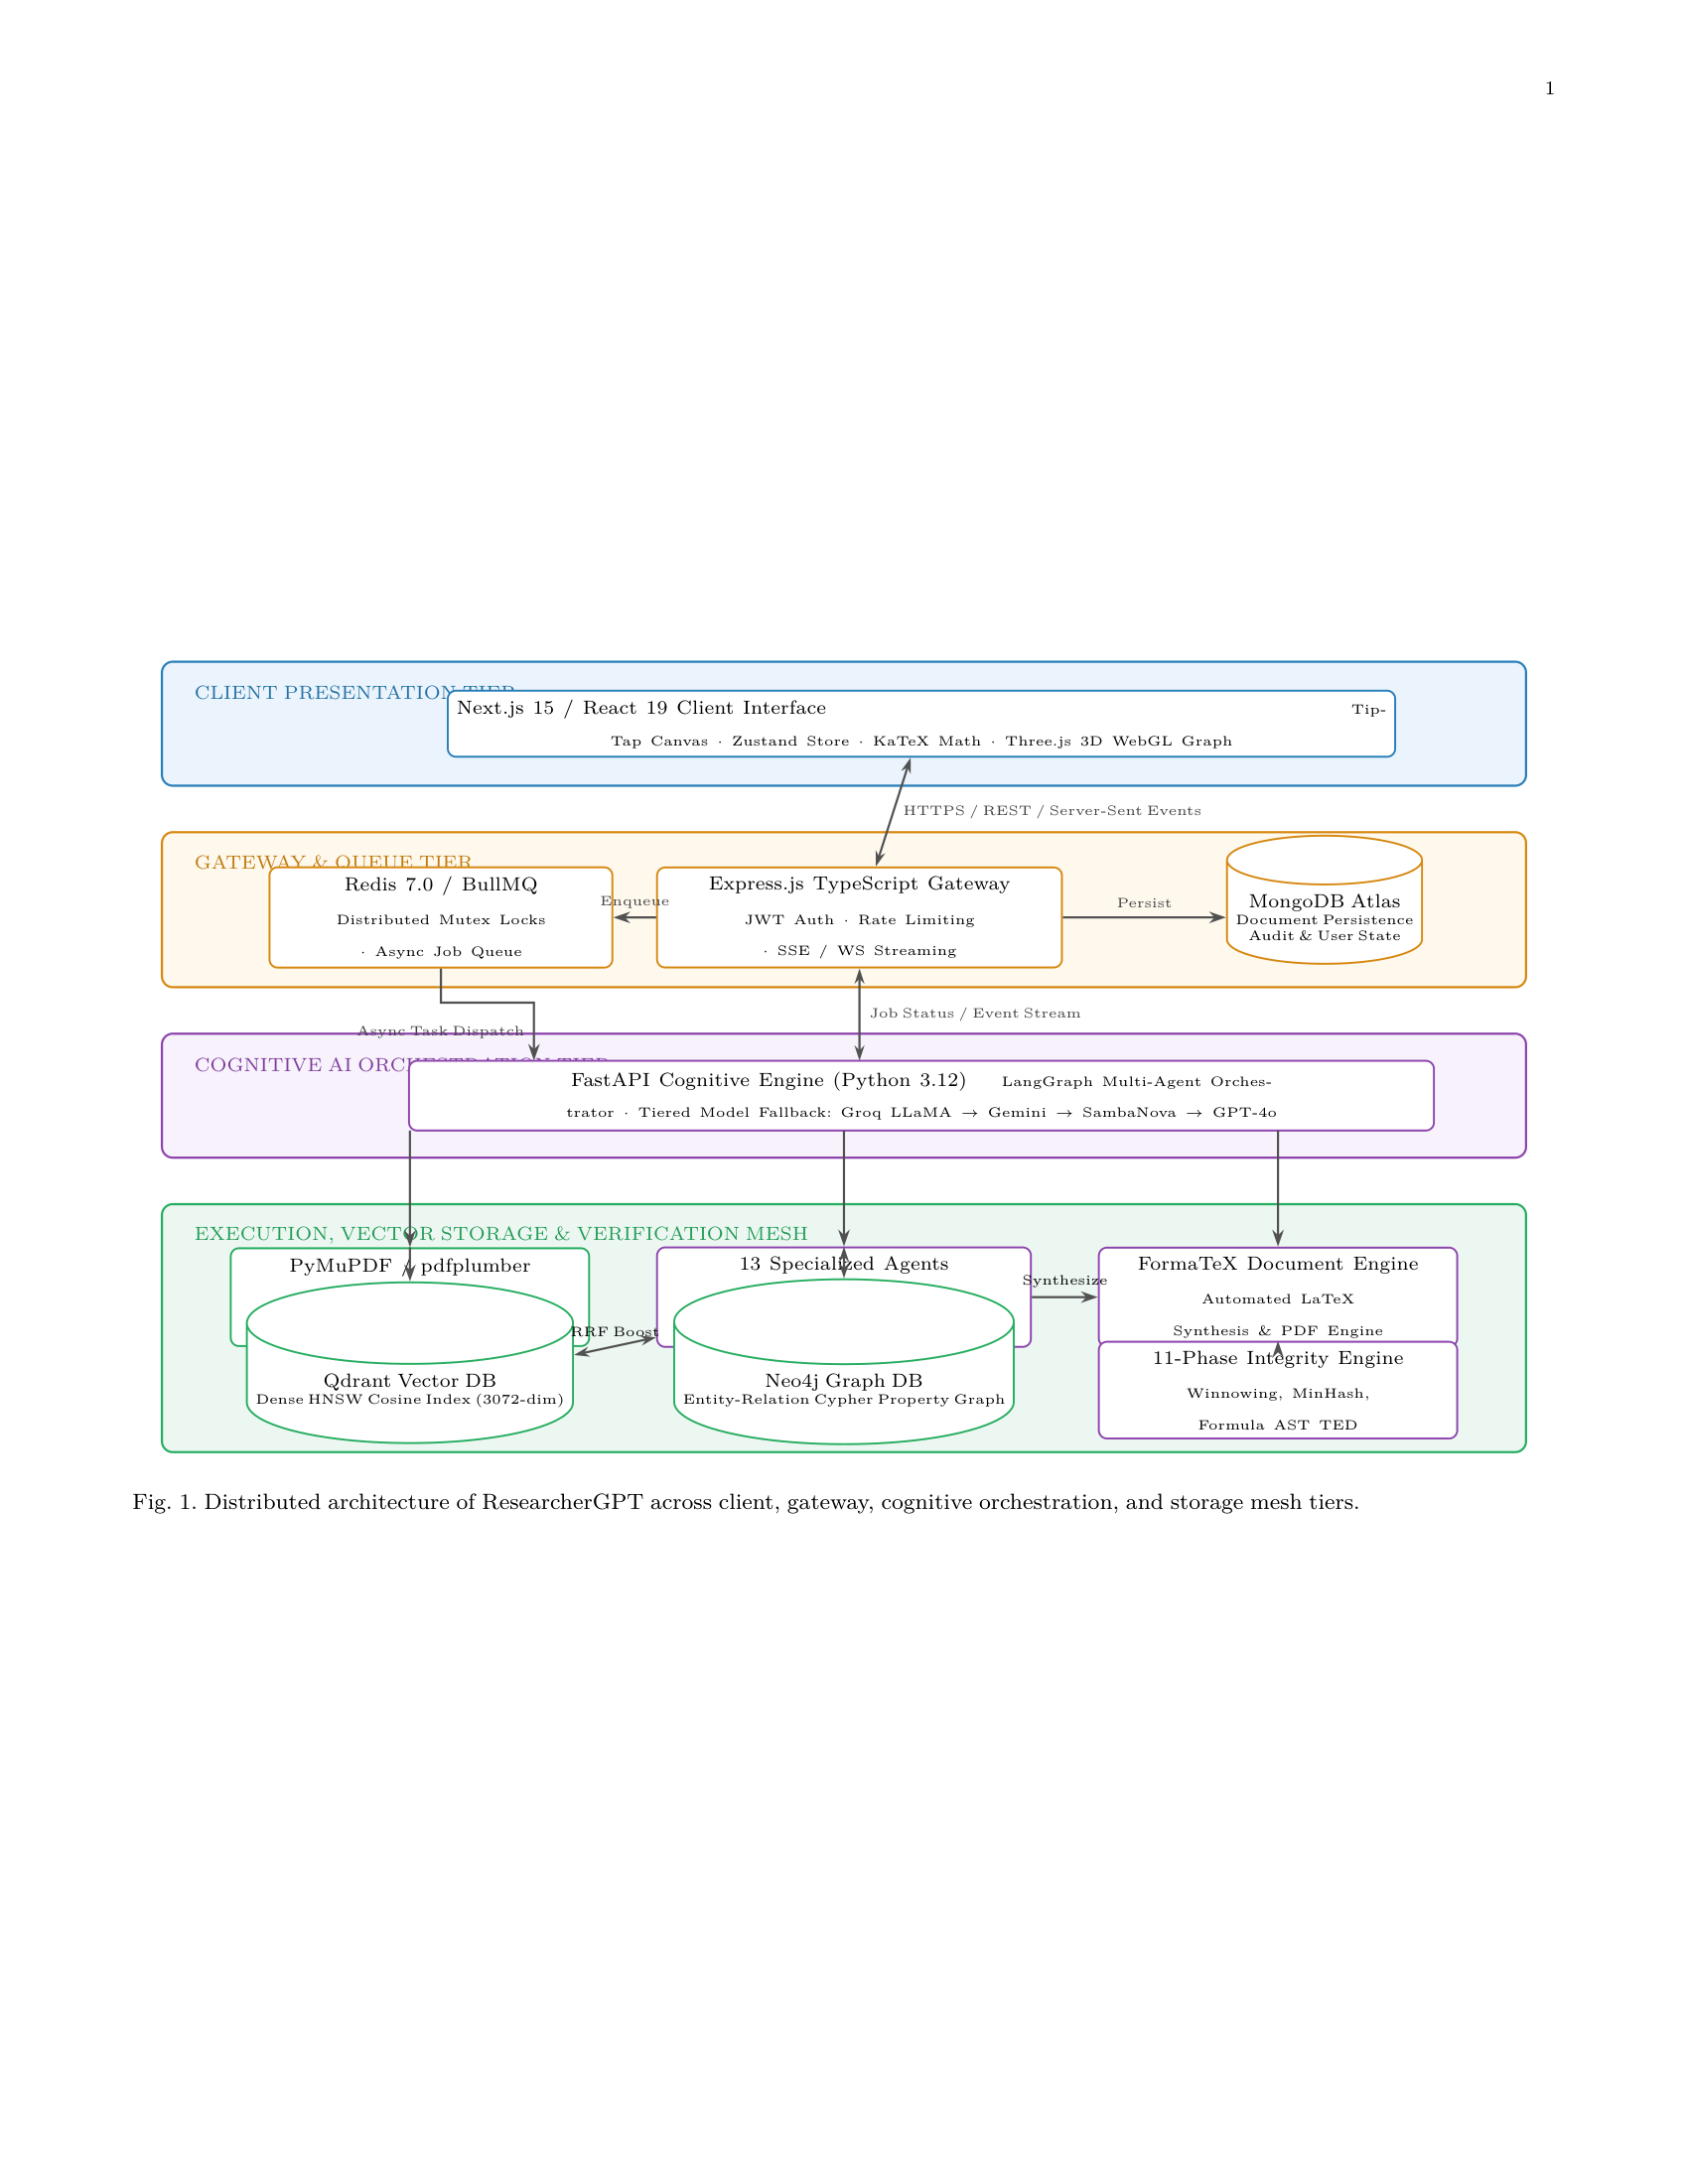 1
CLIENT PRESENTATION TIER
Next.js 15 / React 19 Client Interface Tip-
Tap Canvas · Zustand Store · KaTeX Math · Three.js 3D WebGL Graph
HTTPS / REST / Server-Sent Events
GATEWAY & QUEUE TIER
Redis 7.0 / BullMQ
Distributed Mutex Locks
· Async Job Queue
Enqueue
Express.js TypeScript Gateway
JWT Auth · Rate Limiting
· SSE / WS Streaming
Persist
MongoDB Atlas
Document Persistence
Audit & User State
Async Task Dispatch
Job Status / Event Stream
COGNITIVE AI ORCHESTRATION TIER
FastAPI Cognitive Engine (Python 3.12) LangGraph Multi-Agent Orches-
trator · Tiered Model Fallback: Groq LLaMA → Gemini → SambaNova → GPT-4o
EXECUTION, VECTOR STORAGE & VERIFICATION MESH
PyMuPDF / pdfplumber
Qdrant Vector DB
Dense HNSW Cosine Index (3072-dim)
RRF Boost
13 Specialized Agents
Neo4j Graph DB
Entity-Relation Cypher Property Graph
Synthesize
FormaTeX Document Engine
Automated LaTeX
Synthesis & PDF Engine
11-Phase Integrity Engine
Winnowing, MinHash,
Formula AST TED
Fig. 1. Distributed architecture of ResearcherGPT across client, gateway, cognitive orchestration, and storage mesh tiers.